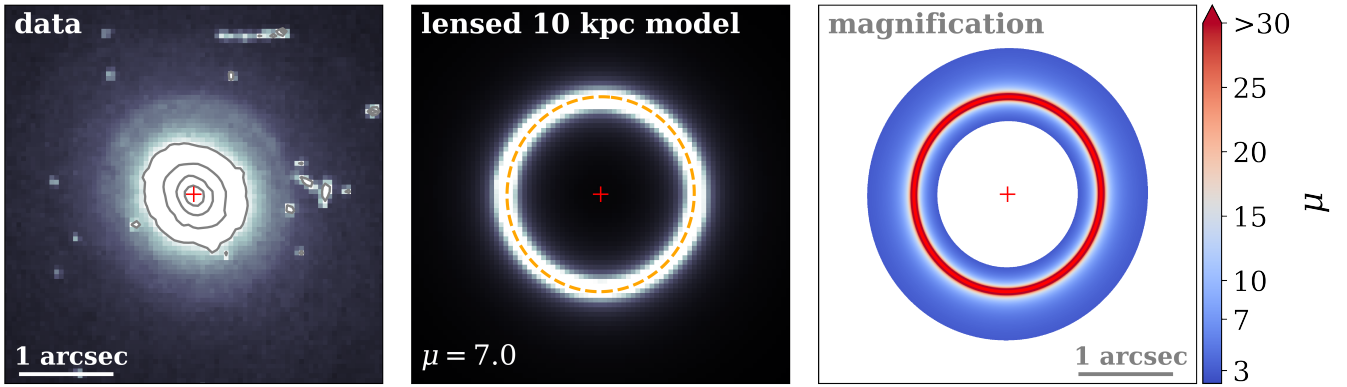 data
1 arcsec
lensed 10 kpc model
μ = 7.0
magnification
1 arcsec
>30
25
20
15
10
7
3
μ